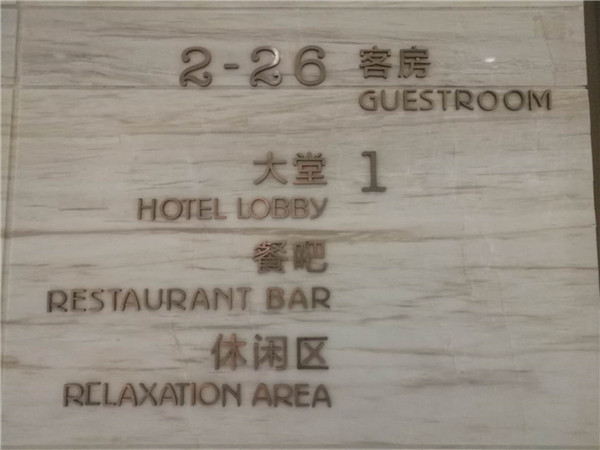 2-26 客房
GUESTROOM
大堂 1
HOTEL LOBBY
餐吧
RESTAURANT BAR
休闲区
RELAXATION AREA